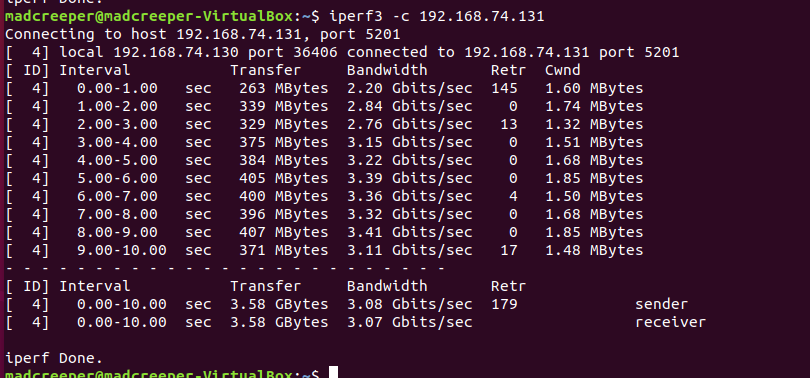 madcreeper@madcreeper-VirtualBox:~$ iperf3 -c 192.168.74.131
Connecting to host 192.168.74.131, port 5201
[  4] local 192.168.74.130 port 36406 connected to 192.168.74.131 port 5201
[ ID] Interval           Transfer     Bandwidth       Retr  Cwnd
[  4]   0.00-1.00   sec   263 MBytes  2.20 Gbits/sec  145   1.60 MBytes
[  4]   1.00-2.00   sec   339 MBytes  2.84 Gbits/sec    0   1.74 MBytes
[  4]   2.00-3.00   sec   329 MBytes  2.76 Gbits/sec   13   1.32 MBytes
[  4]   3.00-4.00   sec   375 MBytes  3.15 Gbits/sec    0   1.51 MBytes
[  4]   4.00-5.00   sec   384 MBytes  3.22 Gbits/sec    0   1.68 MBytes
[  4]   5.00-6.00   sec   405 MBytes  3.39 Gbits/sec    0   1.85 MBytes
[  4]   6.00-7.00   sec   400 MBytes  3.36 Gbits/sec    4   1.50 MBytes
[  4]   7.00-8.00   sec   396 MBytes  3.32 Gbits/sec    0   1.68 MBytes
[  4]   8.00-9.00   sec   407 MBytes  3.41 Gbits/sec    0   1.85 MBytes
[  4]   9.00-10.00  sec   371 MBytes  3.11 Gbits/sec   17   1.48 MBytes
- - - - - - - - - - - - - - - - - - - - - - - - -
[ ID] Interval           Transfer     Bandwidth       Retr
[  4]   0.00-10.00  sec  3.58 GBytes  3.08 Gbits/sec  179             sender
[  4]   0.00-10.00  sec  3.58 GBytes  3.07 Gbits/sec                  receiver
iperf Done.
madcreeper@madcreeper-VirtualBox:~$